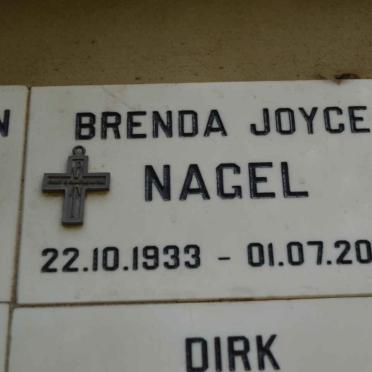 N
BRENDA JOYCE
NAGEL
22.10.1933 - 01.07.20
DIRK